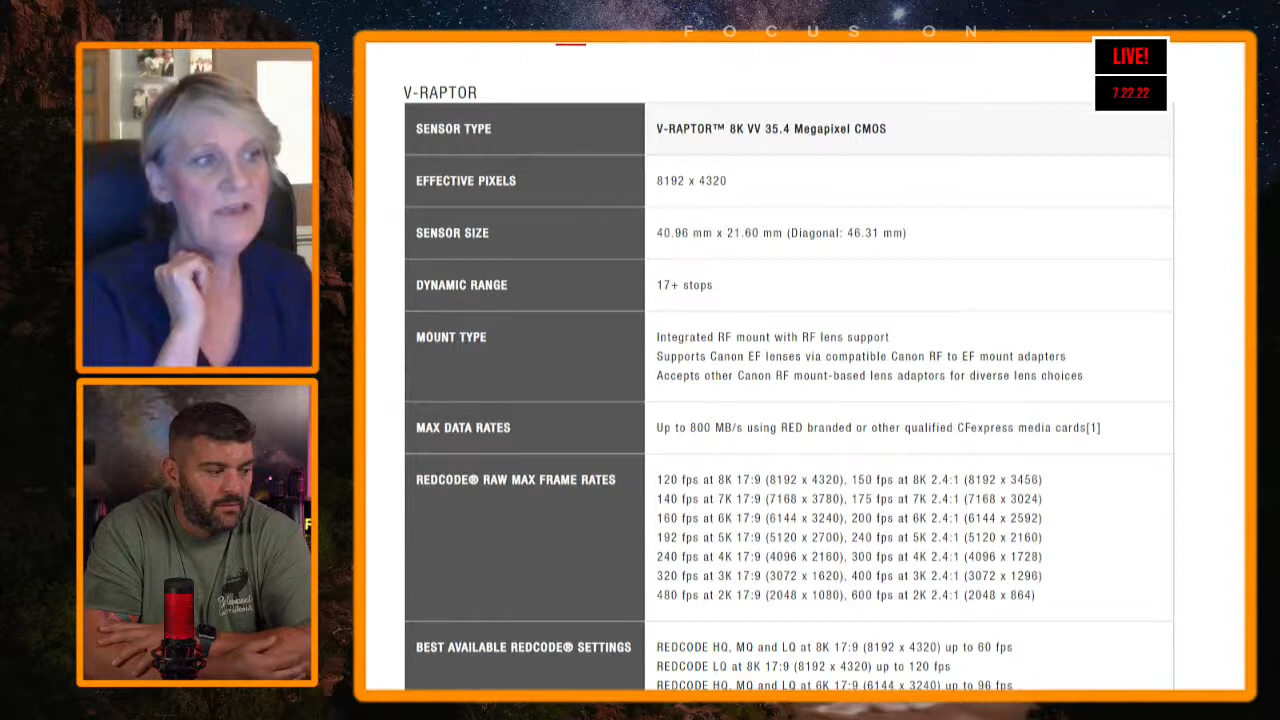 FOCUS ON
LIVE!
7.22.22
V-RAPTOR
SENSOR TYPE
V-RAPTOR™ 8K VV 35.4 Megapixel CMOS
EFFECTIVE PIXELS
8192 x 4320
SENSOR SIZE
40.96 mm x 21.60 mm (Diagonal: 46.31 mm)
DYNAMIC RANGE
17+ stops
MOUNT TYPE
Integrated RF mount with RF lens support
Supports Canon EF lenses via compatible Canon RF to EF mount adapters
Accepts other Canon RF mount-based lens adaptors for diverse lens choices
MAX DATA RATES
Up to 800 MB/s using RED branded or other qualified CFexpress media cards[1]
REDCODE® RAW MAX FRAME RATES
120 fps at 8K 17:9 (8192 x 4320), 150 fps at 8K 2.4:1 (8192 x 3456)
140 fps at 7K 17:9 (7168 x 3780), 175 fps at 7K 2.4:1 (7168 x 3024)
160 fps at 6K 17:9 (6144 x 3240), 200 fps at 6K 2.4:1 (6144 x 2592)
192 fps at 5K 17:9 (5120 x 2700), 240 fps at 5K 2.4:1 (5120 x 2160)
240 fps at 4K 17:9 (4096 x 2160), 300 fps at 4K 2.4:1 (4096 x 1728)
320 fps at 3K 17:9 (3072 x 1620), 400 fps at 3K 2.4:1 (3072 x 1296)
480 fps at 2K 17:9 (2048 x 1080), 600 fps at 2K 2.4:1 (2048 x 864)
BEST AVAILABLE REDCODE® SETTINGS
REDCODE HQ, MQ and LQ at 8K 17:9 (8192 x 4320) up to 60 fps
REDCODE LQ at 8K 17:9 (8192 x 4320) up to 120 fps
REDCODE HQ, MQ and LQ at 6K 17:9 (6144 x 3240) up to 96 fps